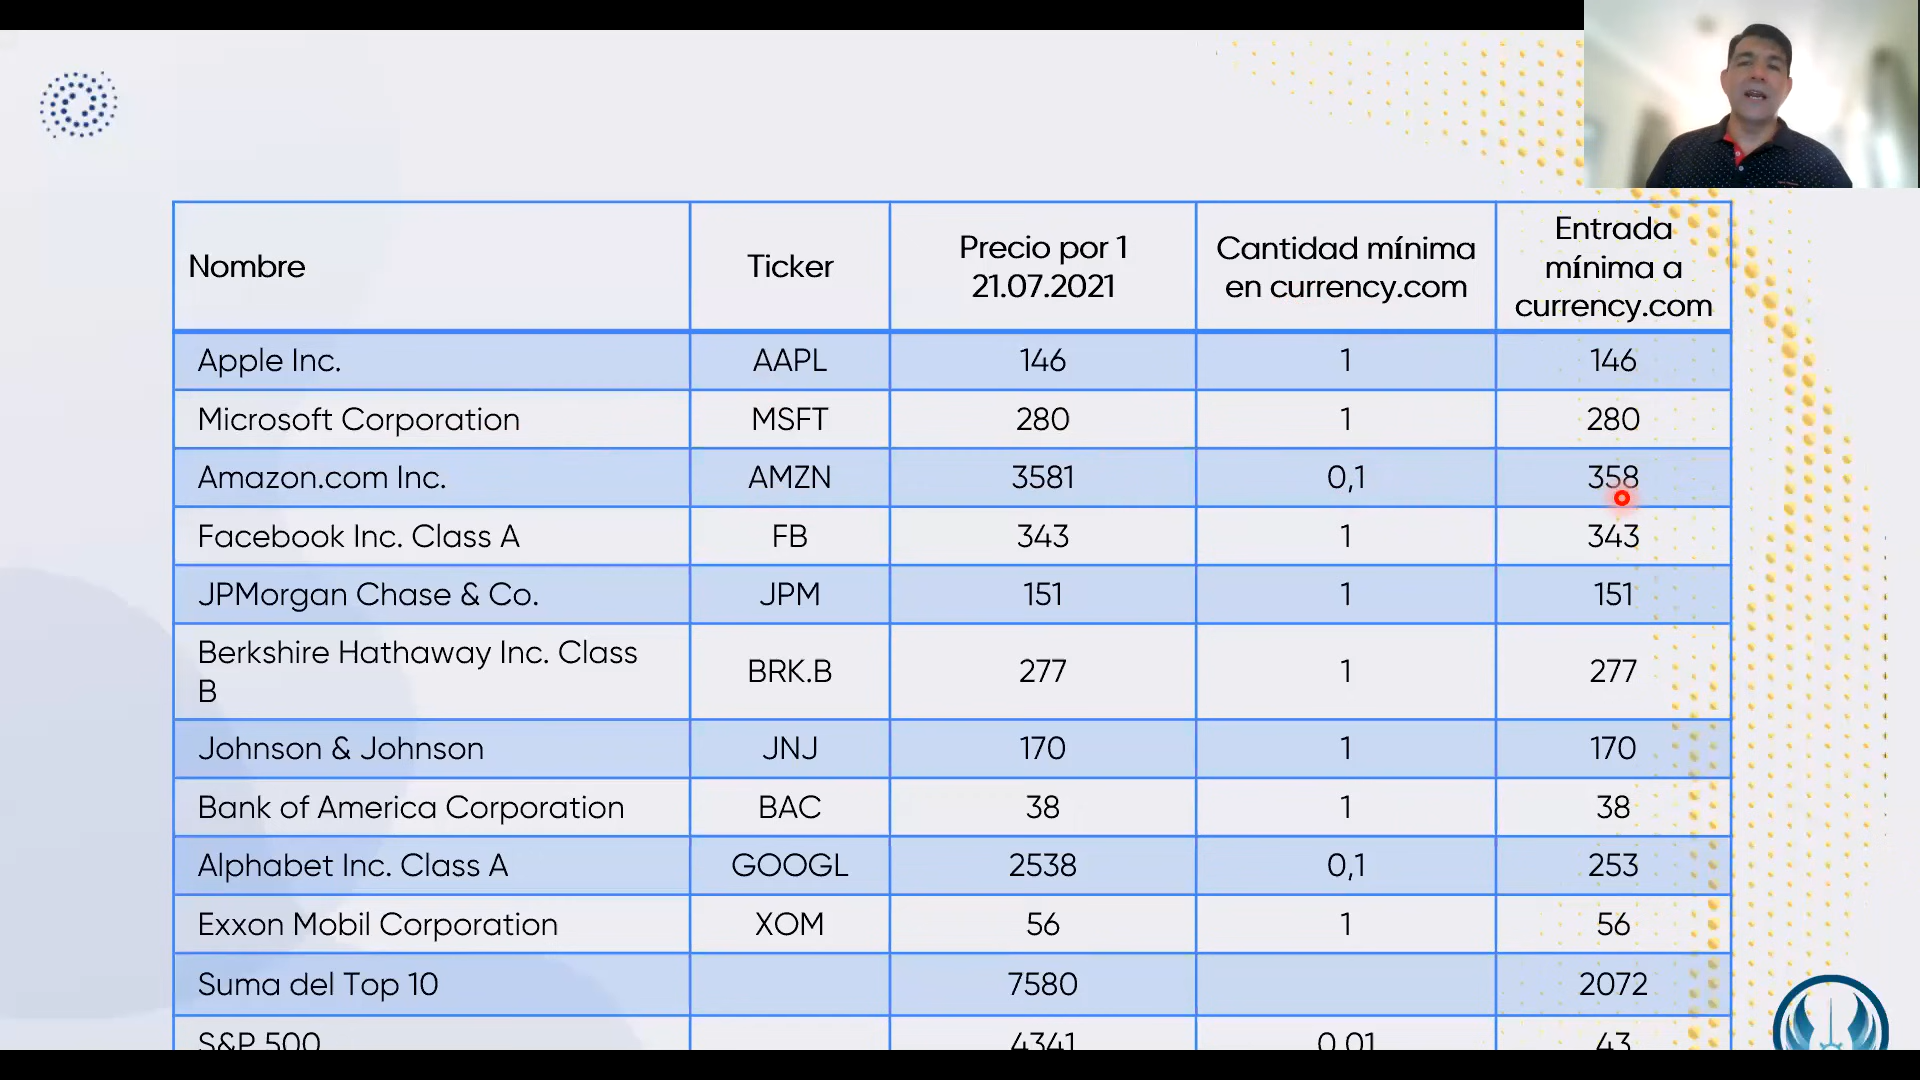 Nombre
Ticker
Precio por 1
21.07.2021
Cantidad mínima
en currency.com
Entrada
mínima a
currency.com
Apple Inc. AAPL 146 1 146
Microsoft Corporation MSFT 280 1 280
Amazon.com Inc. AMZN 3581 0,1 358
Facebook Inc. Class A FB 343 1 343
JPMorgan Chase & Co. JPM 151 1 151
Berkshire Hathaway Inc. Class
B
BRK.B 277 1 277
Johnson & Johnson JNJ 170 1 170
Bank of America Corporation BAC 38 1 38
Alphabet Inc. Class A GOOGL 2538 0,1 253
Exxon Mobil Corporation XOM 56 1 56
Suma del Top 10 7580 2072
S&P 500 4341 0,01 43